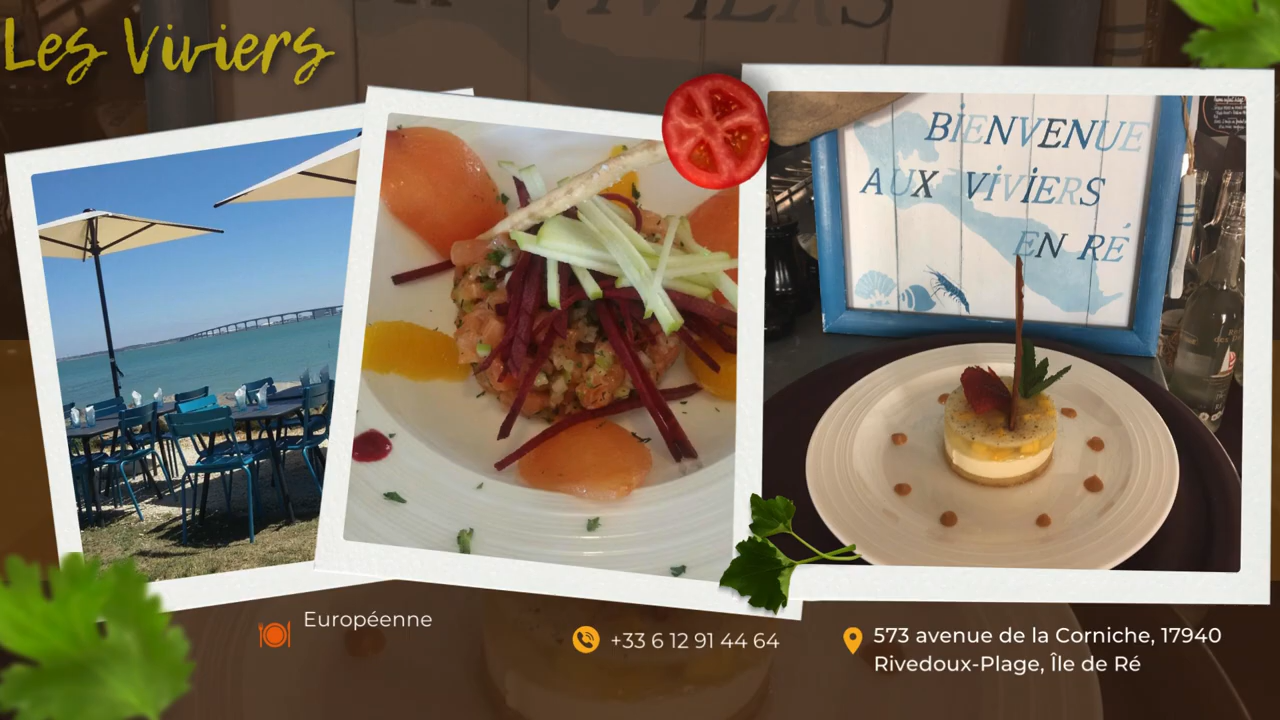 Les Viviers
BIENVENUE
AUX VIVIERS
EN RÉ
Européenne
+33 6 12 91 44 64
573 avenue de la Corniche, 17940
Rivedoux-Plage, Île de Ré